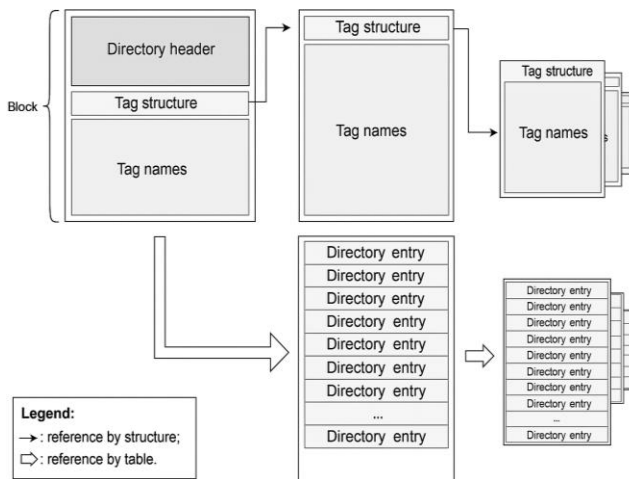 Block
Directory header
Tag structure
Tag names
Tag structure
Tag names
Tag structure
Tag names
s
Directory entry
Directory entry
Directory entry
Directory entry
Directory entry
Directory entry
Directory entry
...
Directory entry
Directory entry
Directory entry
Directory entry
Directory entry
Directory entry
Directory entry
Directory entry
Directory entry
...
Directory entry
Legend:
: reference by structure;
: reference by table.